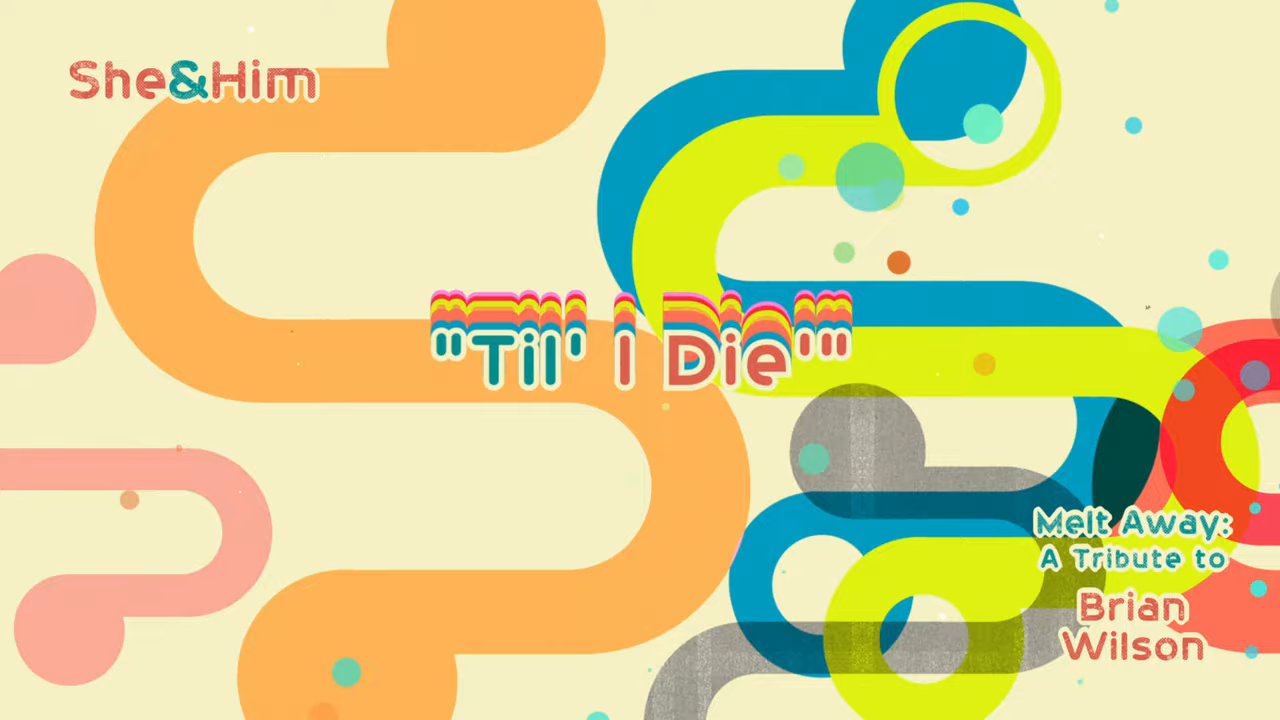 She&Him
"Til' I Die'"
Melt Away:
A Tribute to
Brian
Wilson